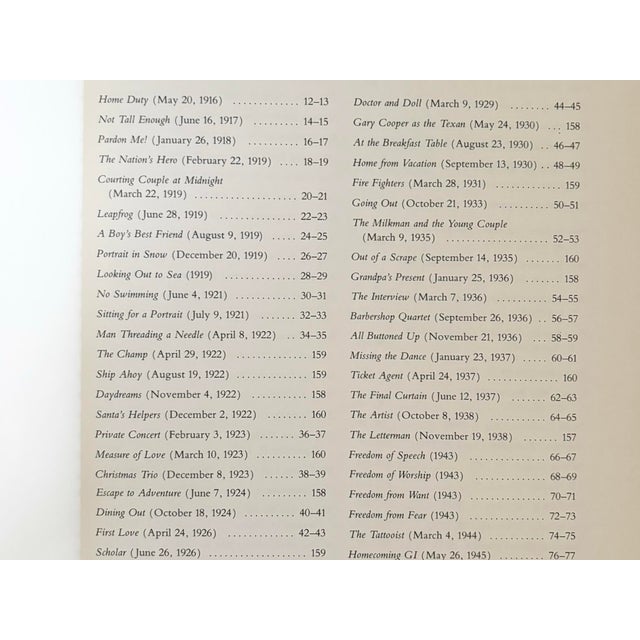 Home Duty (May 20, 1916) ............. 12–13
Not Tall Enough (June 16, 1917) ........ 14–15
Pardon Me! (January 26, 1918) ......... 16–17
The Nation's Hero (February 22, 1919) .... 18–19
Courting Couple at Midnight
(March 22, 1919) .................... 20–21
Leapfrog (June 28, 1919) ............. 22–23
A Boy's Best Friend (August 9, 1919) ..... 24–25
Portrait in Snow (December 20, 1919) .... 26–27
Looking Out to Sea (1919) ............. 28–29
No Swimming (June 4, 1921) .......... 30–31
Sitting for a Portrait (July 9, 1921) ....... 32–33
Man Threading a Needle (April 8, 1922) .. 34–35
The Champ (April 29, 1922) ............. 159
Ship Ahoy (August 19, 1922) ............ 159
Daydreams (November 4, 1922) .......... 158
Santa's Helpers (December 2, 1922) ....... 160
Private Concert (February 3, 1923) ....... 36–37
Measure of Love (March 10, 1923) ........ 160
Christmas Trio (December 8, 1923) ...... 38–39
Escape to Adventure (June 7, 1924) ........ 158
Dining Out (October 18, 1924) ......... 40–41
First Love (April 24, 1926) ............ 42–43
Scholar (June 26, 1926) ................. 159
Doctor and Doll (March 9, 1929) ........ 44–45
Gary Cooper as the Texan (May 24, 1930) ... 158
At the Breakfast Table (August 23, 1930) .. 46–47
Home from Vacation (September 13, 1930) .. 48–49
Fire Fighters (March 28, 1931) ........... 159
Going Out (October 21, 1933) .......... 50–51
The Milkman and the Young Couple
(March 9, 1935) .................... 52–53
Out of a Scrape (September 14, 1935) ..... 160
Grandpa's Present (January 25, 1936) ...... 158
The Interview (March 7, 1936) .......... 54–55
Barbershop Quartet (September 26, 1936) .. 56–57
All Buttoned Up (November 21, 1936) .... 58–59
Missing the Dance (January 23, 1937) ..... 60–61
Ticket Agent (April 24, 1937) ............ 160
The Final Curtain (June 12, 1937) ....... 62–63
The Artist (October 8, 1938) ........... 64–65
The Letterman (November 19, 1938) ...... 157
Freedom of Speech (1943) .............. 66–67
Freedom of Worship (1943) ............. 68–69
Freedom from Want (1943) ............. 70–71
Freedom from Fear (1943) .............. 72–73
The Tattooist (March 4, 1944) .......... 74–75
Homecoming GI (May 26, 1945) ......... 76–77